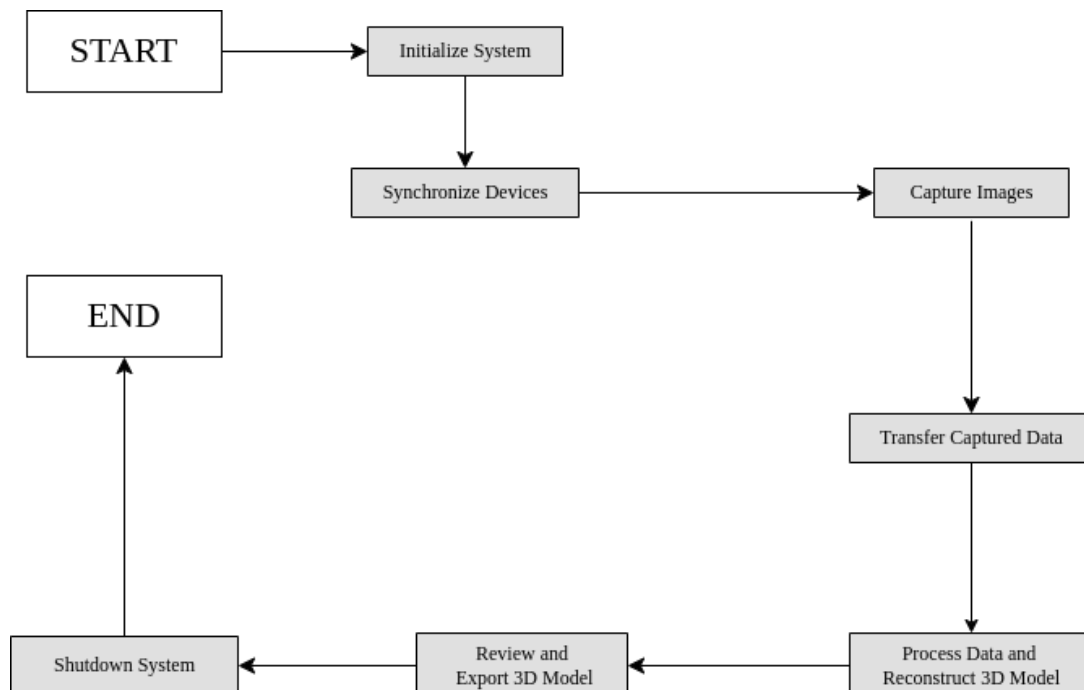 START
Initialize System
Synchronize Devices
Capture Images
Transfer Captured Data
Process Data and
Reconstruct 3D Model
Review and
Export 3D Model
Shutdown System
END